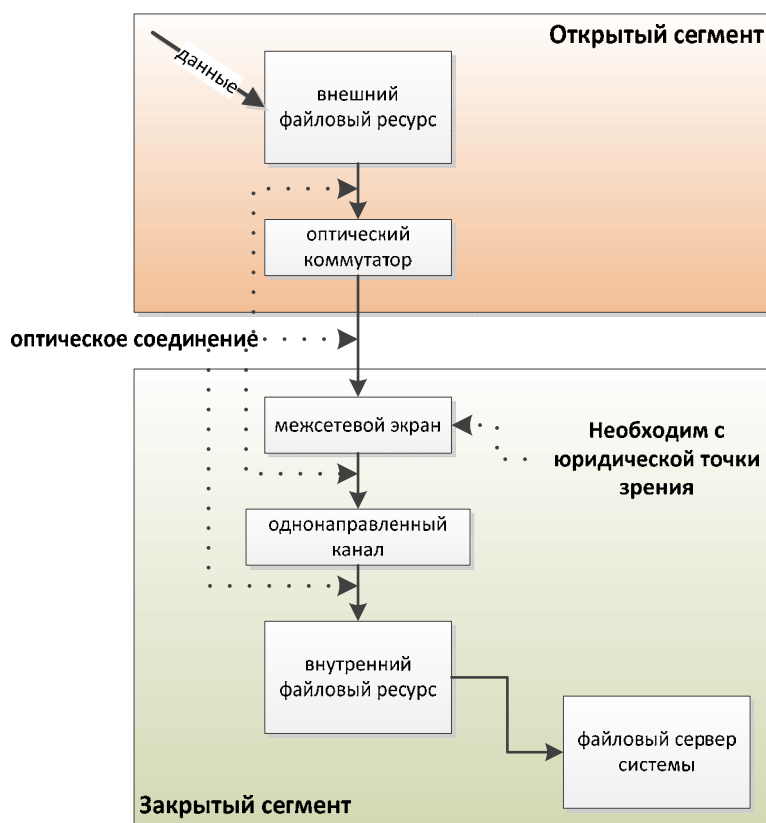 Открытый сегмент
данные
внешний
файловый ресурс
оптический
коммутатор
оптическое соединение
межсетевой экран
Необходим с
юридической точки
зрения
однонаправленный
канал
внутренний
файловый ресурс
файловый сервер
системы
Закрытый сегмент